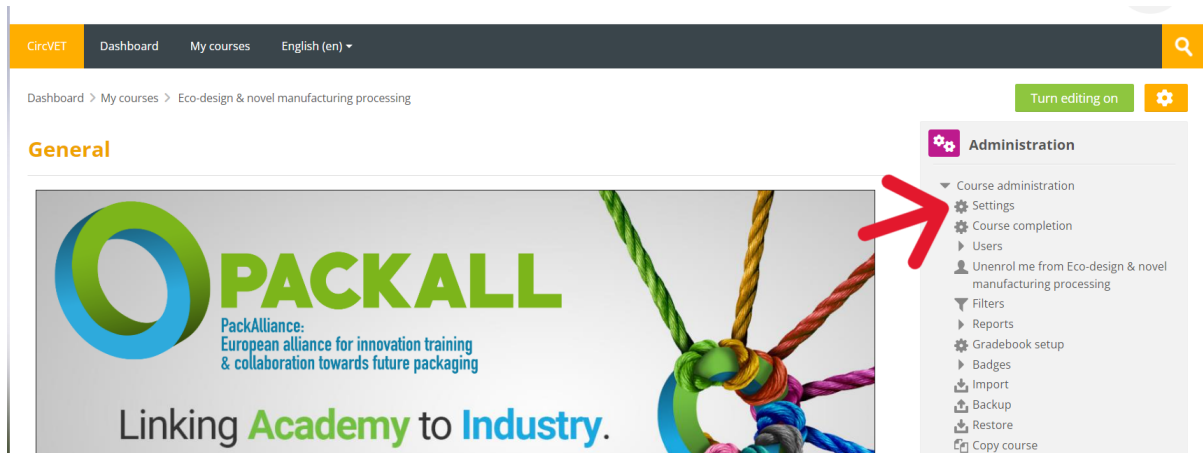 CircVET Dashboard My courses English (en)
Dashboard > My courses > Eco-design & novel manufacturing processing
Turn editing on
General
PACKALL
PackAlliance:
European alliance for innovation training
& collaboration towards future packaging
Linking Academy to Industry.
Administration
Course administration
Settings
Course completion
Users
Unenrol me from Eco-design & novel
manufacturing processing
Filters
Reports
Gradebook setup
Badges
Import
Backup
Restore
Copy course